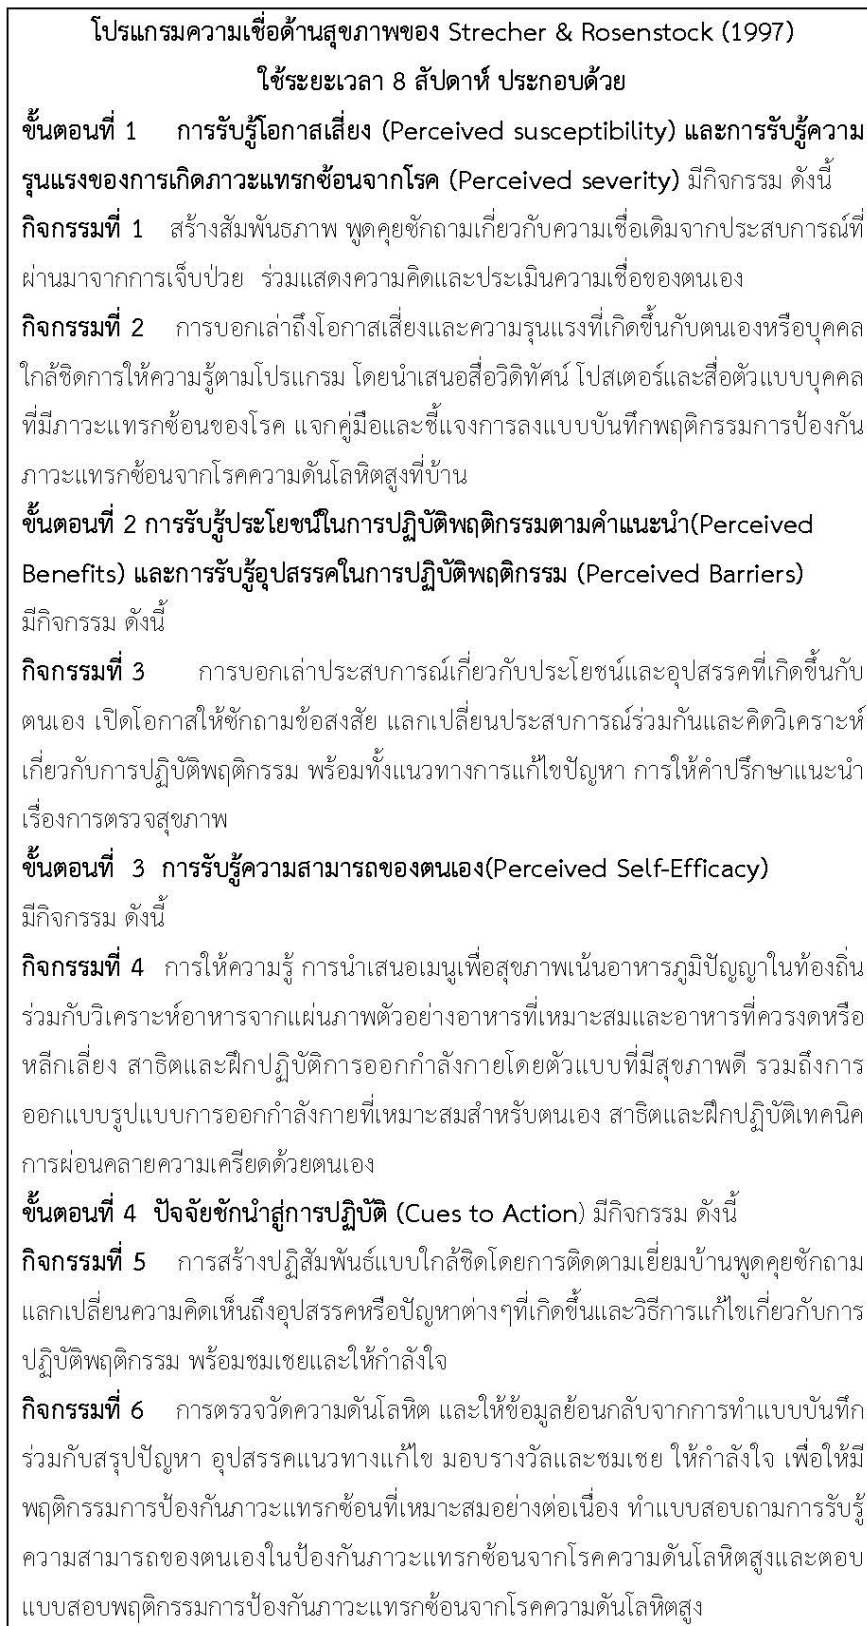 โปรแกรมความเชื่อด้านสุขภาพของ Strecher & Rosenstock (1997)
ใช้ระยะเวลา 8 สัปดาห์ ประกอบด้วย
ขั้นตอนที่ 1 การรับรู้โอกาสเสี่ยง (Perceived susceptibility) และการรับรู้ความ
รุนแรงของการเกิดภาวะแทรกซ้อนจากโรค (Perceived severity) มีกิจกรรม ดังนี้
กิจกรรมที่ 1 สร้างสัมพันธภาพ พูดคุยซักถามเกี่ยวกับความเชื่อเดิมจากประสบการณ์ที่
ผ่านมาจากการเจ็บป่วย ร่วมแสดงความคิดและประเมินความเชื่อของตนเอง
กิจกรรมที่ 2 การบอกเล่าถึงโอกาสเสี่ยงและความรุนแรงที่เกิดขึ้นกับตนเองหรือบุคคล
ใกล้ชิดการให้ความรู้ตามโปรแกรม โดยนำเสนอสื่อวิดิทัศน์ โปสเตอร์และสื่อตัวแบบบุคคล
ที่มีภาวะแทรกซ้อนของโรค แจกคู่มือและชี้แจงการลงแบบบันทึกพฤติกรรมการป้องกัน
ภาวะแทรกซ้อนจากโรคความดันโลหิตสูงที่บ้าน
ขั้นตอนที่ 2 การรับรู้ประโยชน์ในการปฏิบัติพฤติกรรมตามคำแนะนำ(Perceived
Benefits) และการรับรู้อุปสรรคในการปฏิบัติพฤติกรรม (Perceived Barriers)
มีกิจกรรม ดังนี้
กิจกรรมที่ 3 การบอกเล่าประสบการณ์เกี่ยวกับประโยชน์และอุปสรรคที่เกิดขึ้นกับ
ตนเอง เปิดโอกาสให้ซักถามข้อสงสัย แลกเปลี่ยนประสบการณ์ร่วมกันและคิดวิเคราะห์
เกี่ยวกับการปฏิบัติพฤติกรรม พร้อมทั้งแนวทางการแก้ไขปัญหา การให้คำปรึกษาแนะนำ
เรื่องการตรวจสุขภาพ
ขั้นตอนที่ 3 การรับรู้ความสามารถของตนเอง(Perceived Self-Efficacy)
มีกิจกรรม ดังนี้
กิจกรรมที่ 4 การให้ความรู้ การนำเสนอเมนูเพื่อสุขภาพเน้นอาหารภูมิปัญญาในท้องถิ่น
ร่วมกับวิเคราะห์อาหารจากแผ่นภาพตัวอย่างอาหารที่เหมาะสมและอาหารที่ควรงดหรือ
หลีกเลี่ยง สาธิตและฝึกปฏิบัติการออกกำลังกายโดยตัวแบบที่มีสุขภาพดี รวมถึงการ
ออกแบบรูปแบบการออกกำลังกายที่เหมาะสมสำหรับตนเอง สาธิตและฝึกปฏิบัติเทคนิค
การผ่อนคลายความเครียดด้วยตนเอง
ขั้นตอนที่ 4 ปัจจัยชักนำสู่การปฏิบัติ (Cues to Action) มีกิจกรรม ดังนี้
กิจกรรมที่ 5 การสร้างปฏิสัมพันธ์แบบใกล้ชิดโดยการติดตามเยี่ยมบ้านพูดคุยซักถาม
แลกเปลี่ยนความคิดเห็นถึงอุปสรรคหรือปัญหาต่างๆที่เกิดขึ้นและวิธีการแก้ไขเกี่ยวกับการ
ปฏิบัติพฤติกรรม พร้อมชมเชยและให้กำลังใจ
กิจกรรมที่ 6 การตรวจวัดความดันโลหิต และให้ข้อมูลย้อนกลับจากการทำแบบบันทึก
ร่วมกับสรุปปัญหา อุปสรรคแนวทางแก้ไข มอบรางวัลและชมเชย ให้กำลังใจ เพื่อให้มี
พฤติกรรมการป้องกันภาวะแทรกซ้อนที่เหมาะสมอย่างต่อเนื่อง ทำแบบสอบถามการรับรู้
ความสามารถของตนเองในป้องกันภาวะแทรกซ้อนจากโรคความดันโลหิตสูงและตอบ
แบบสอบพฤติกรรมการป้องกันภาวะแทรกซ้อนจากโรคความดันโลหิตสูง